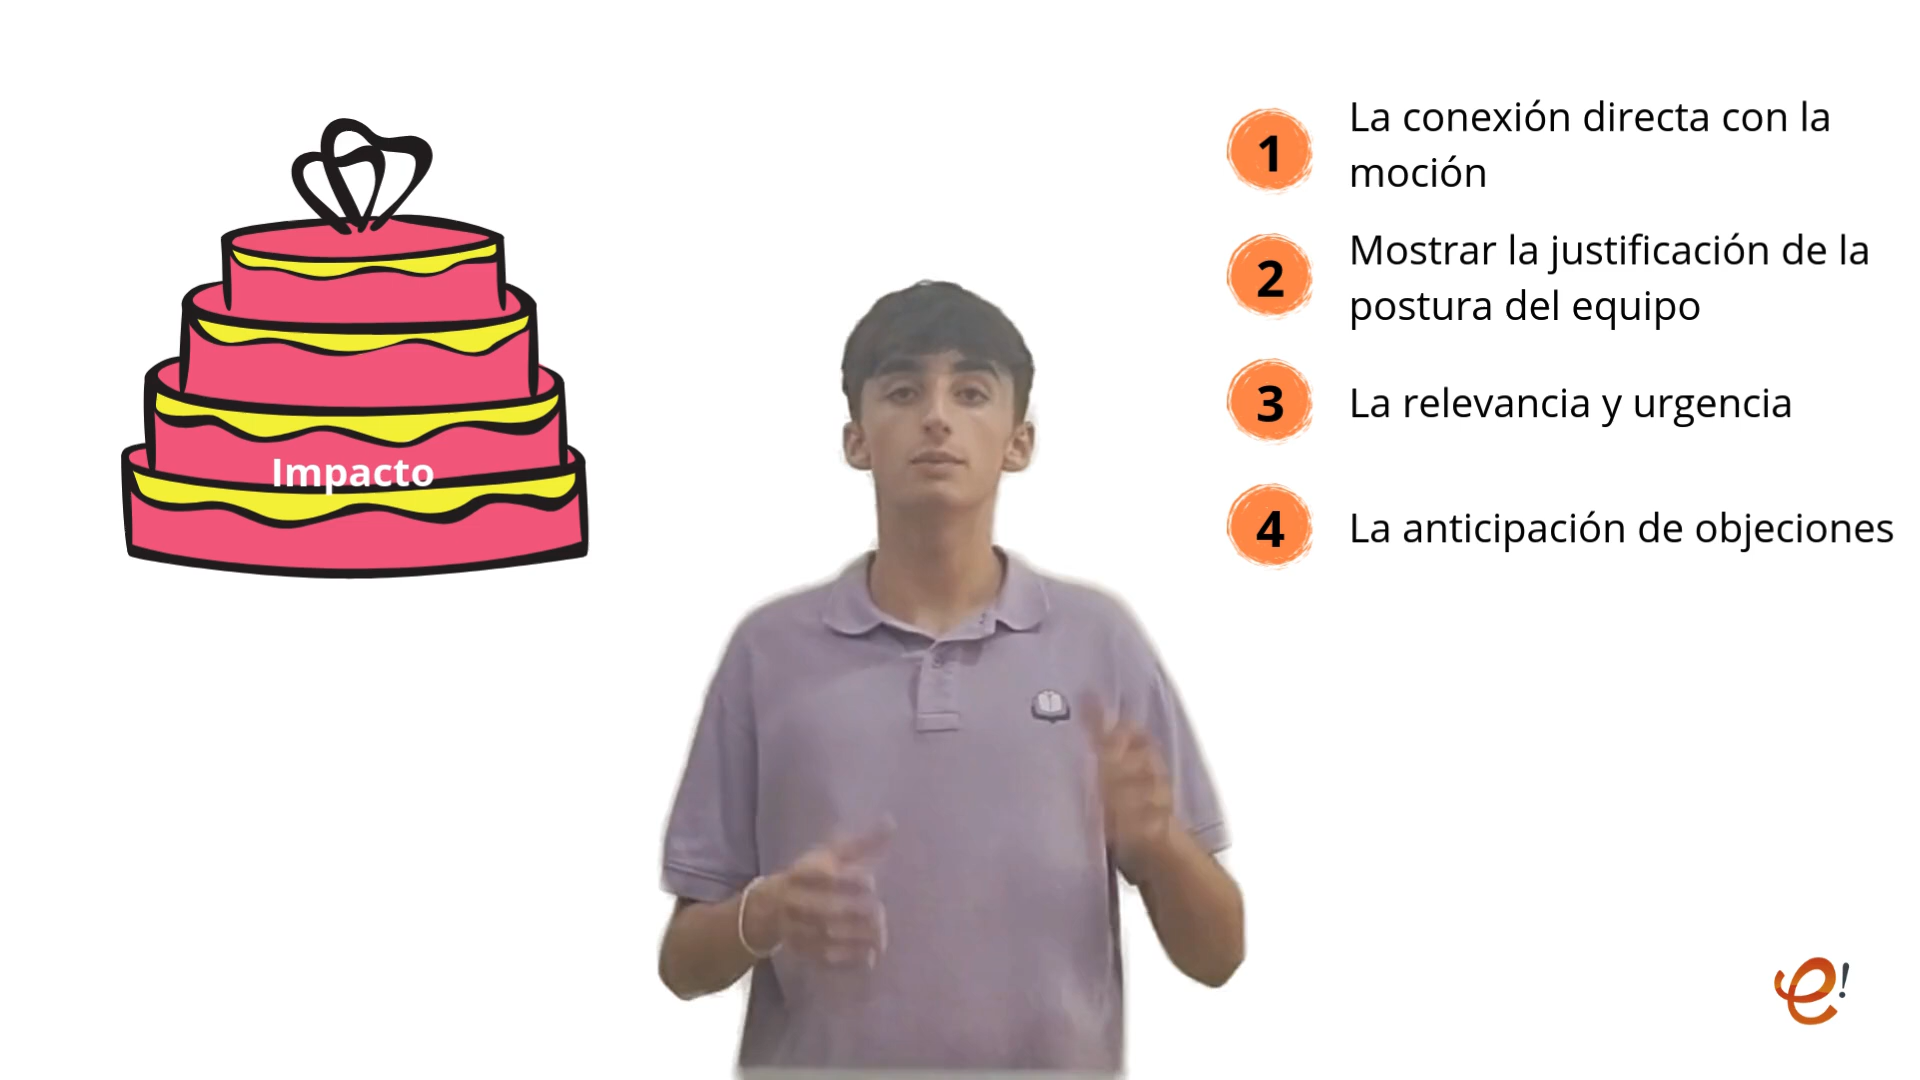 Impacto
1
La conexión directa con la
moción
2
Mostrar la justificación de la
postura del equipo
3
La relevancia y urgencia
4
La anticipación de objeciones
e!